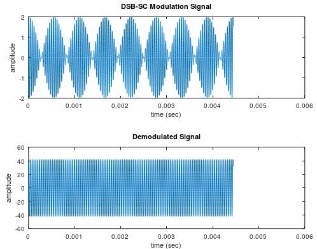 DSB-SC Modulation Signal
2
1
0
-1
-2
amplitude
0 0.001 0.002 0.003 0.004 0.005 0.006
time (sec)
Demodulated Signal
60
40
20
0
-20
-40
-60
amplitude
0 0.001 0.002 0.003 0.004 0.005 0.006
time (sec)